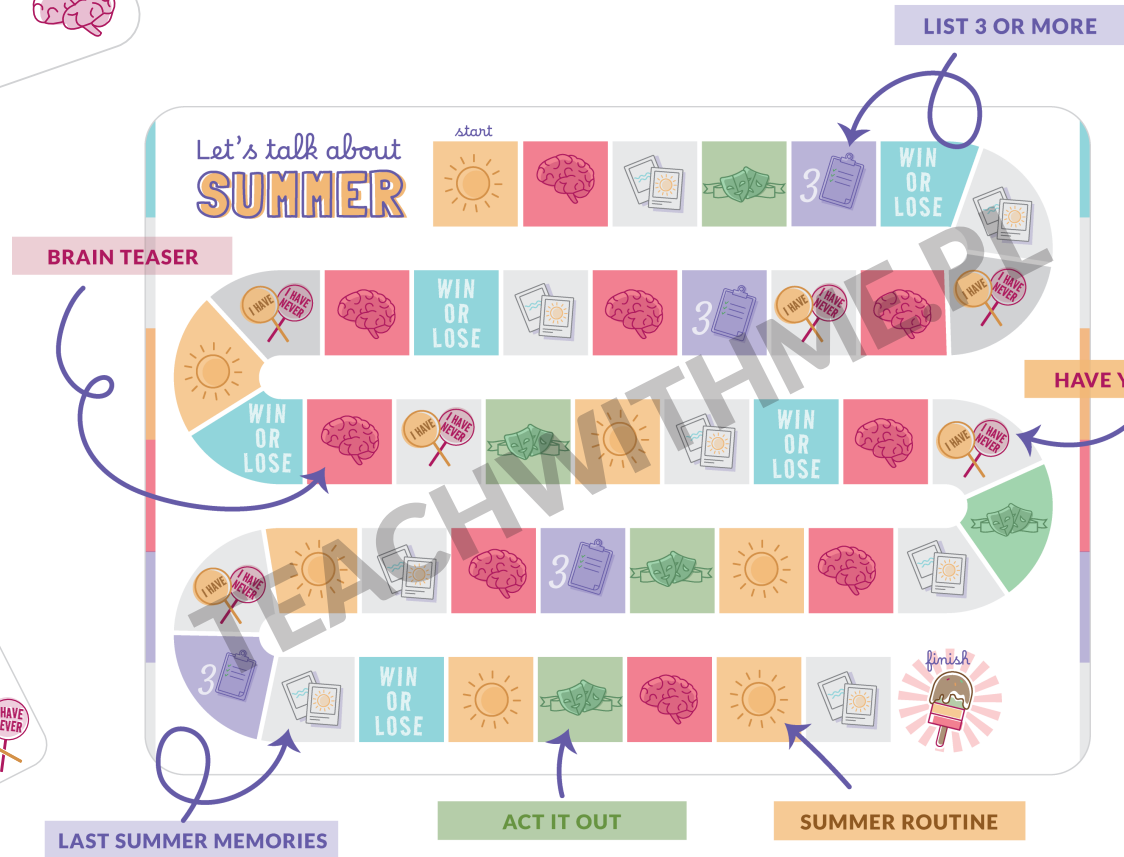 LIST 3 OR MORE
start
Let's talk about
SUMMER
3
WIN
OR
LOSE
BRAIN TEASER
I HAVE
I HAVE
NEVER
WIN
OR
LOSE
3
I HAVE
I HAVE
NEVER
I HAVE
I HAVE
NEVER
HAVE Y
WIN
OR
LOSE
I HAVE
I HAVE
NEVER
WIN
OR
LOSE
I HAVE
I HAVE
NEVER
I HAVE
I HAVE
NEVER
3
3
WIN
OR
LOSE
finish
HAVE
EVER
LAST SUMMER MEMORIES
ACT IT OUT
SUMMER ROUTINE
TEACHWITHME.PL